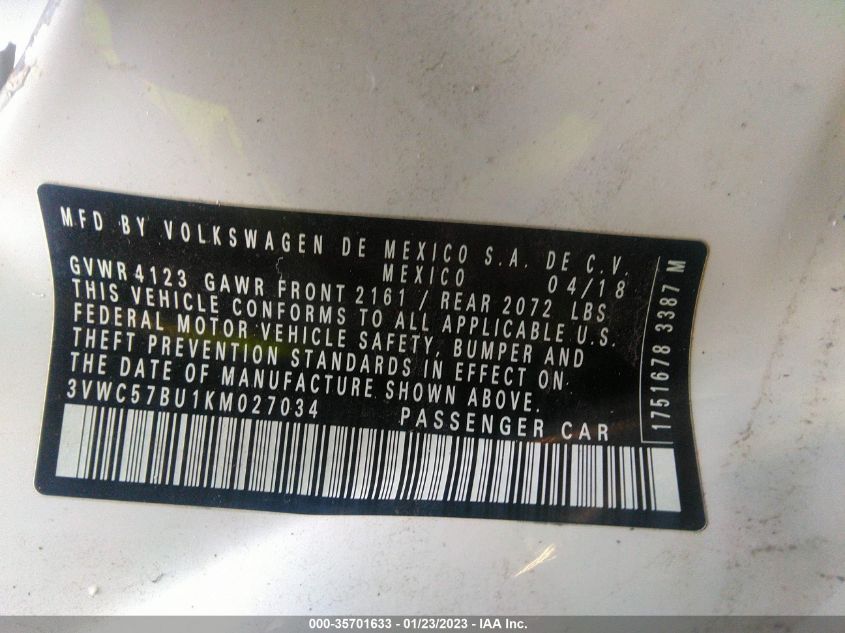 MFD BY VOLKSWAGEN DE MEXICO S.A. DE C.V.
MEXICO 04/18
GVWR 4123 GAWR FRONT 2161 / REAR 2072 LBS
THIS VEHICLE CONFORMS TO ALL APPLICABLE U.S.
FEDERAL MOTOR VEHICLE SAFETY, BUMPER AND
THEFT PREVENTION STANDARDS IN EFFECT ON
THE DATE OF MANUFACTURE SHOWN ABOVE.
3VWC57BU1KM027034 PASSENGER CAR
1751678 3387 M
000-35701633 - 01/23/2023 - IAA Inc.